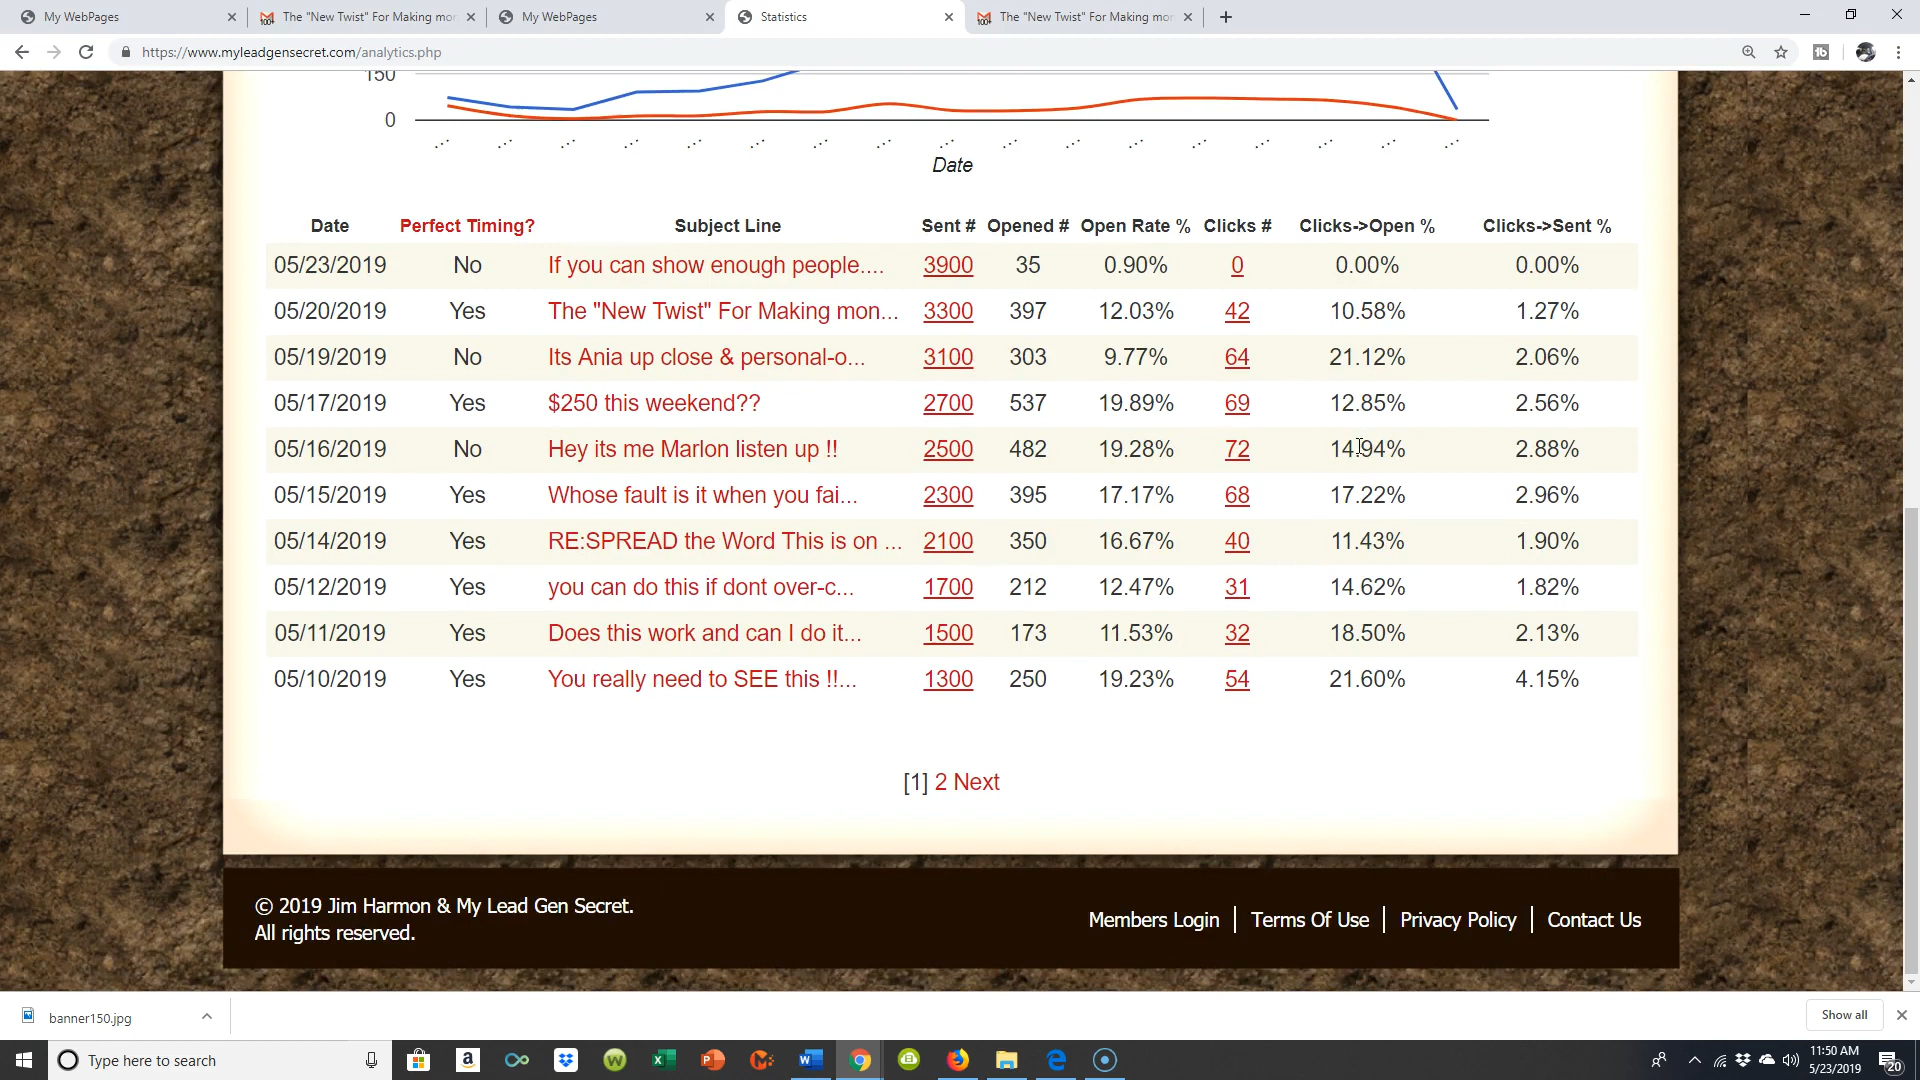 My WebPages
The "New Twist" For Making mor
My WebPages
Statistics
The "New Twist" For Making mor
https://www.myleadgensecret.com/analytics.php
150
0
Date
Date Perfect Timing? Subject Line Sent # Opened # Open Rate % Clicks # Clicks->Open % Clicks->Sent %
05/23/2019 No If you can show enough people.... 3900 35 0.90% 0 0.00% 0.00%
05/20/2019 Yes The "New Twist" For Making mon... 3300 397 12.03% 42 10.58% 1.27%
05/19/2019 No Its Ania up close & personal-o... 3100 303 9.77% 64 21.12% 2.06%
05/17/2019 Yes $250 this weekend?? 2700 537 19.89% 69 12.85% 2.56%
05/16/2019 No Hey its me Marlon listen up !! 2500 482 19.28% 72 14.94% 2.88%
05/15/2019 Yes Whose fault is it when you fai... 2300 395 17.17% 68 17.22% 2.96%
05/14/2019 Yes RE:SPREAD the Word This is on ... 2100 350 16.67% 40 11.43% 1.90%
05/12/2019 Yes you can do this if dont over-c... 1700 212 12.47% 31 14.62% 1.82%
05/11/2019 Yes Does this work and can I do it... 1500 173 11.53% 32 18.50% 2.13%
05/10/2019 Yes You really need to SEE this !!... 1300 250 19.23% 54 21.60% 4.15%
[1] 2 Next
© 2019 Jim Harmon & My Lead Gen Secret.
All rights reserved.
Members Login | Terms Of Use | Privacy Policy | Contact Us
banner150.jpg
Show all
Type here to search
11:50 AM
5/23/2019
20